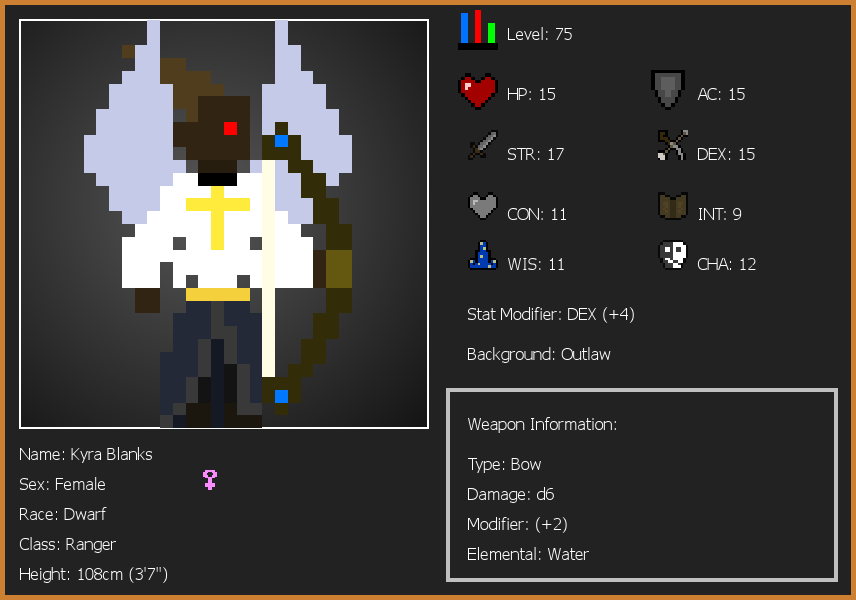 Level: 75
HP: 15
AC: 15
STR: 17
DEX: 15
CON: 11
INT: 9
WIS: 11
CHA: 12
Stat Modifier: DEX (+4)
Background: Outlaw
Weapon Information:
Type: Bow
Damage: d6
Modifier: (+2)
Elemental: Water
Name: Kyra Blanks
Sex: Female
Race: Dwarf
Class: Ranger
Height: 108cm (3'7")